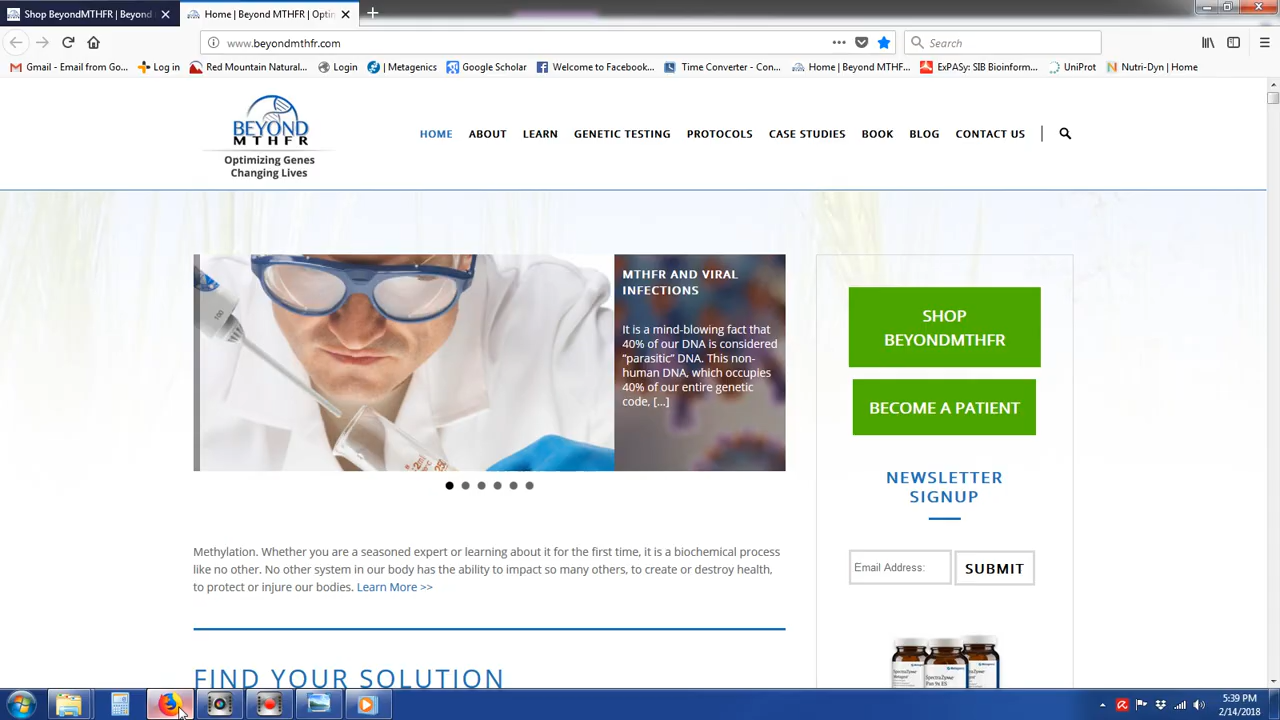 Shop BeyondMTHFR | Beyond
Home | Beyond MTHFR | Optin
www.beyondmthfr.com
Search
Gmail - Email from Go...
Log in
Red Mountain Natural...
Login
| Metagenics
Google Scholar
Welcome to Facebook...
Time Converter - Con...
Home | Beyond MTHF...
ExPASy: SIB Bioinform...
UniProt
Nutri-Dyn | Home
BEYOND
MTHFR
Optimizing Genes
Changing Lives
HOME
ABOUT
LEARN
GENETIC TESTING
PROTOCOLS
CASE STUDIES
BOOK
BLOG
CONTACT US
100
MTHFR AND VIRAL
INFECTIONS
It is a mind-blowing fact that
40% of our DNA is considered
“parasitic” DNA. This non-
human DNA, which occupies
40% of our entire genetic
code, [...]
SHOP
BEYONDMTHFR
BECOME A PATIENT
NEWSLETTER
SIGNUP
Email Address:
SUBMIT
Methylation. Whether you are a seasoned expert or learning about it for the first time, it is a biochemical process
like no other. No other system in our body has the ability to impact so many others, to create or destroy health,
to protect or injure our bodies. Learn More >>
FIND YOUR SOLUTION
5:39 PM
2/14/2018